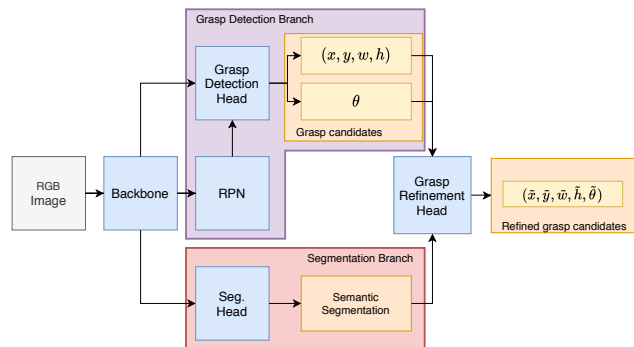 Grasp Detection Branch
Grasp
Detection
Head
(x, y, w, h)
θ
Grasp candidates
RGB
Image
Backbone
RPN
Grasp
Refinement
Head
(x̃, ỹ, w̃, h̃, θ̃)
Refined grasp candidates
Segmentation Branch
Seg.
Head
Semantic
Segmentation